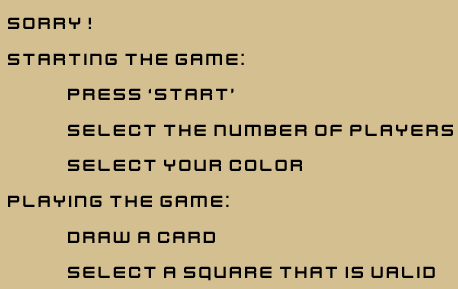 SORRY !
STARTING THE GAME:
PRESS ‘START’
SELECT THE NUMBER OF PLAYERS
SELECT YOUR COLOR
PLAYING THE GAME:
DRAW A CARD
SELECT A SQUARE THAT IS VALID